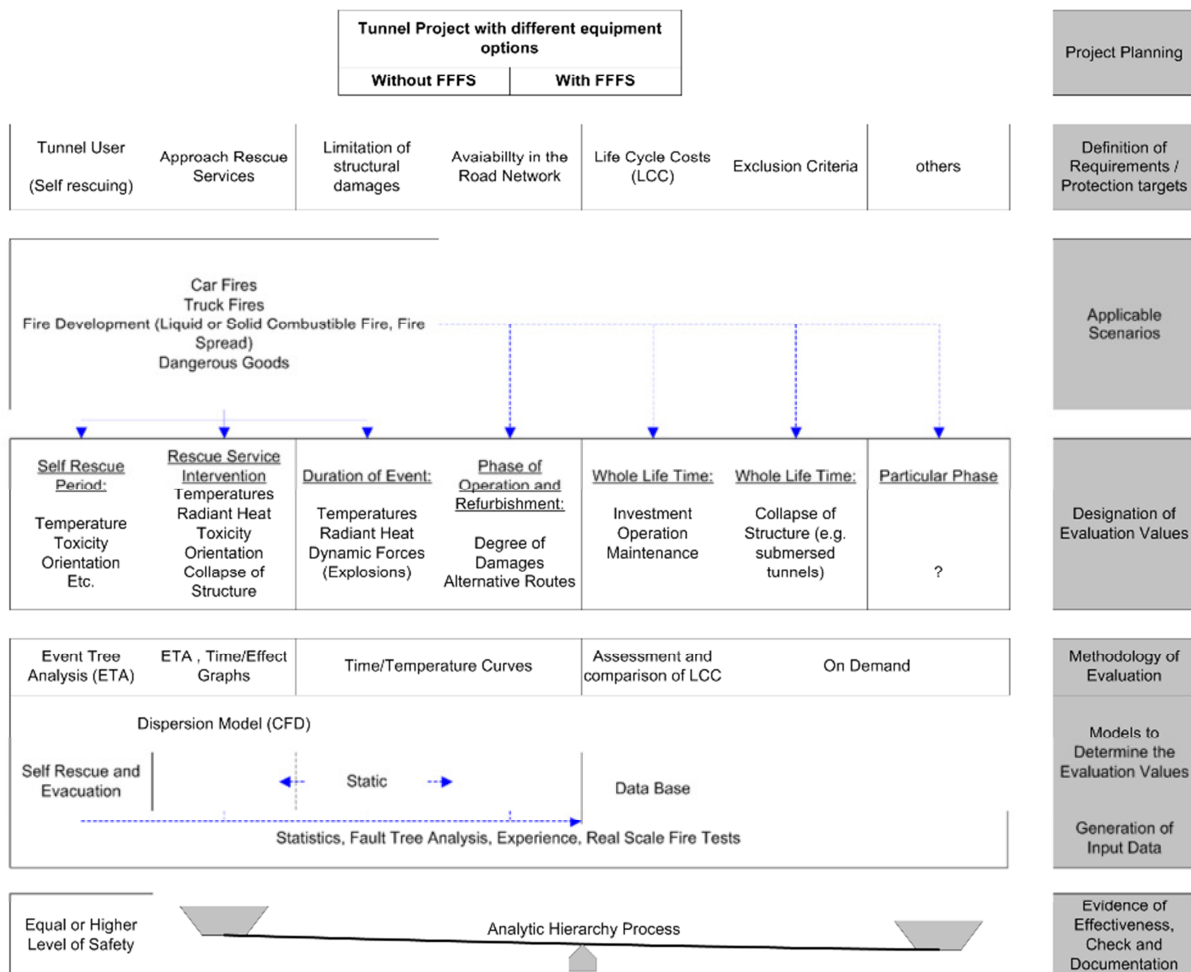 Tunnel Project with different equipment
options
Without FFFS
With FFFS
Project Planning
Tunnel User
(Self rescuing)
Approach Rescue
Services
Limitation of
structural
damages
Avaiability in the
Road Network
Life Cycle Costs
(LCC)
Exclusion Criteria
others
Definition of
Requirements /
Protection targets
Car Fires
Truck Fires
Fire Development (Liquid or Solid Combustible Fire, Fire
Spread)
Dangerous Goods
Applicable
Scenarios
Self Rescue
Period:
Temperature
Toxicity
Orientation
Etc.
Rescue Service
Intervention
Temperatures
Radiant Heat
Toxicity
Orientation
Collapse of
Structure
Duration of Event:
Temperatures
Radiant Heat
Dynamic Forces
(Explosions)
Phase of
Operation and
Refurbishment:
Degree of
Damages
Alternative Routes
Whole Life Time:
Investment
Operation
Maintenance
Whole Life Time:
Collapse of
Structure (e.g.
submersed
tunnels)
Particular Phase
?
Designation of
Evaluation Values
Event Tree
Analysis (ETA)
ETA , Time/Effect
Graphs
Time/Temperature Curves
Assessment and
comparison of LCC
On Demand
Methodology of
Evaluation
Dispersion Model (CFD)
Self Rescue and
Evacuation
Static
Data Base
Models to
Determine the
Evaluation Values
Statistics, Fault Tree Analysis, Experience, Real Scale Fire Tests
Generation of
Input Data
Equal or Higher
Level of Safety
Analytic Hierarchy Process
Evidence of
Effectiveness,
Check and
Documentation